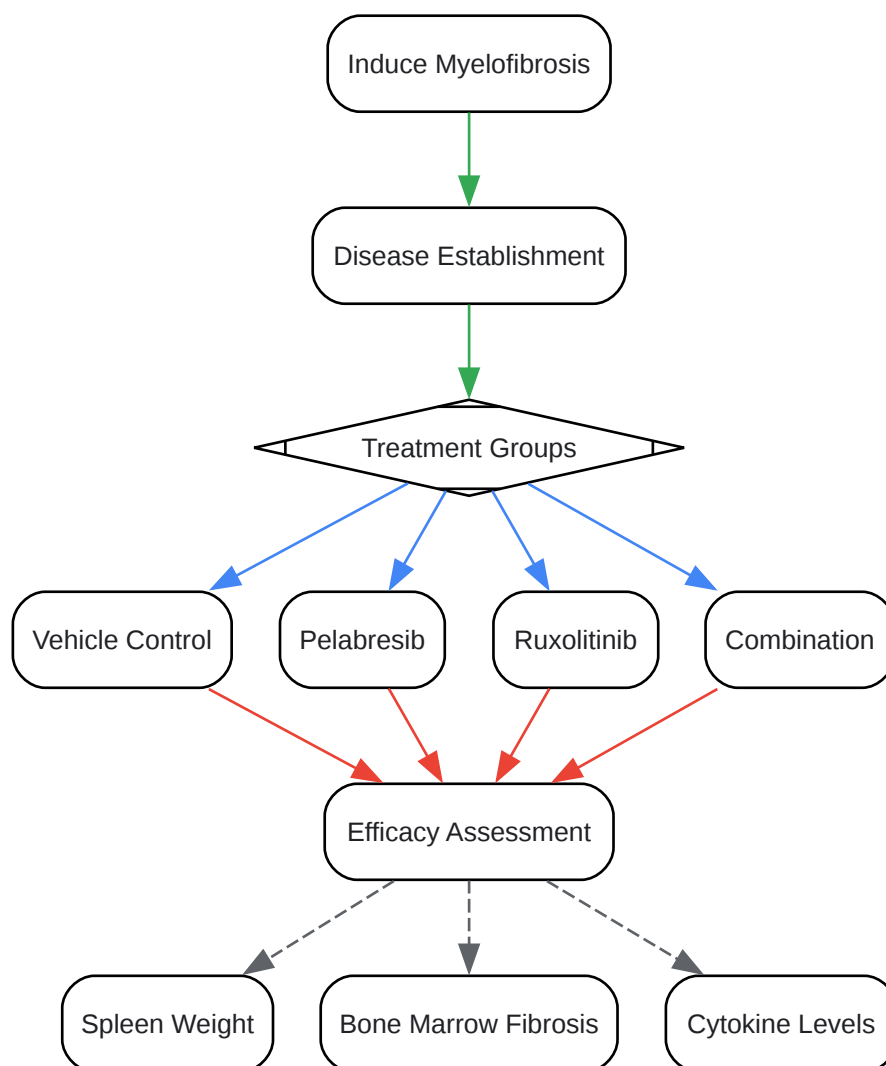 Induce Myelofibrosis
Disease Establishment
Treatment Groups
Vehicle Control
Pelabresib
Ruxolitinib
Combination
Efficacy Assessment
Spleen Weight
Bone Marrow Fibrosis
Cytokine Levels